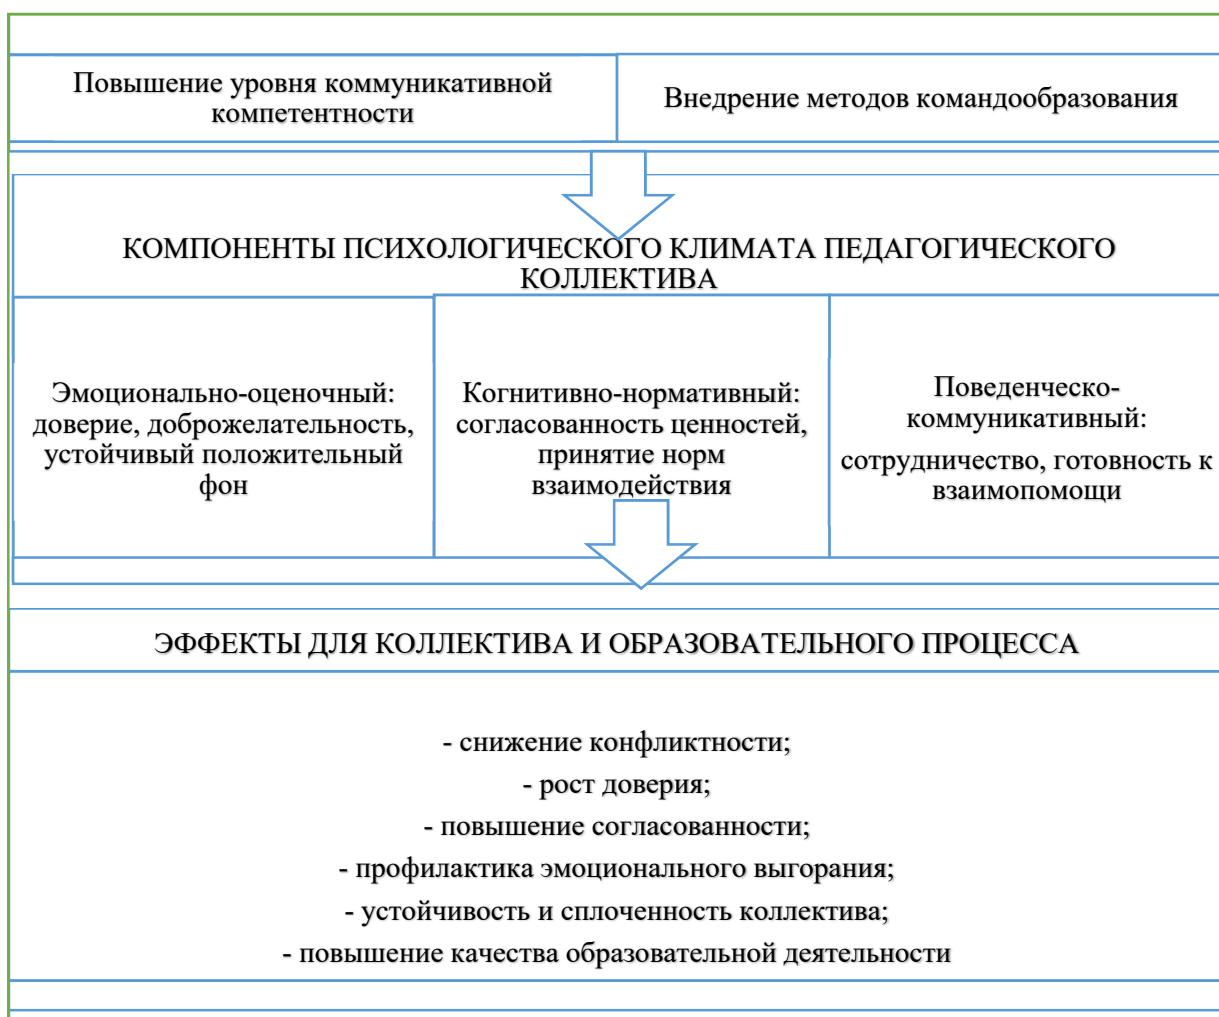 Повышение уровня коммуникативной
компетентности
Внедрение методов командообразования
КОМПОНЕНТЫ ПСИХОЛОГИЧЕСКОГО КЛИМАТА ПЕДАГОГИЧЕСКОГО
КОЛЛЕКТИВА
Эмоционально-оценочный:
доверие, доброжелательность,
устойчивый положительный
фон
Когнитивно-нормативный:
согласованность ценностей,
принятие норм
взаимодействия
Поведенческо-
коммуникативный:
сотрудничество, готовность к
взаимопомощи
ЭФФЕКТЫ ДЛЯ КОЛЛЕКТИВА И ОБРАЗОВАТЕЛЬНОГО ПРОЦЕССА
- снижение конфликтности;
- рост доверия;
- повышение согласованности;
- профилактика эмоционального выгорания;
- устойчивость и сплоченность коллектива;
- повышение качества образовательной деятельности